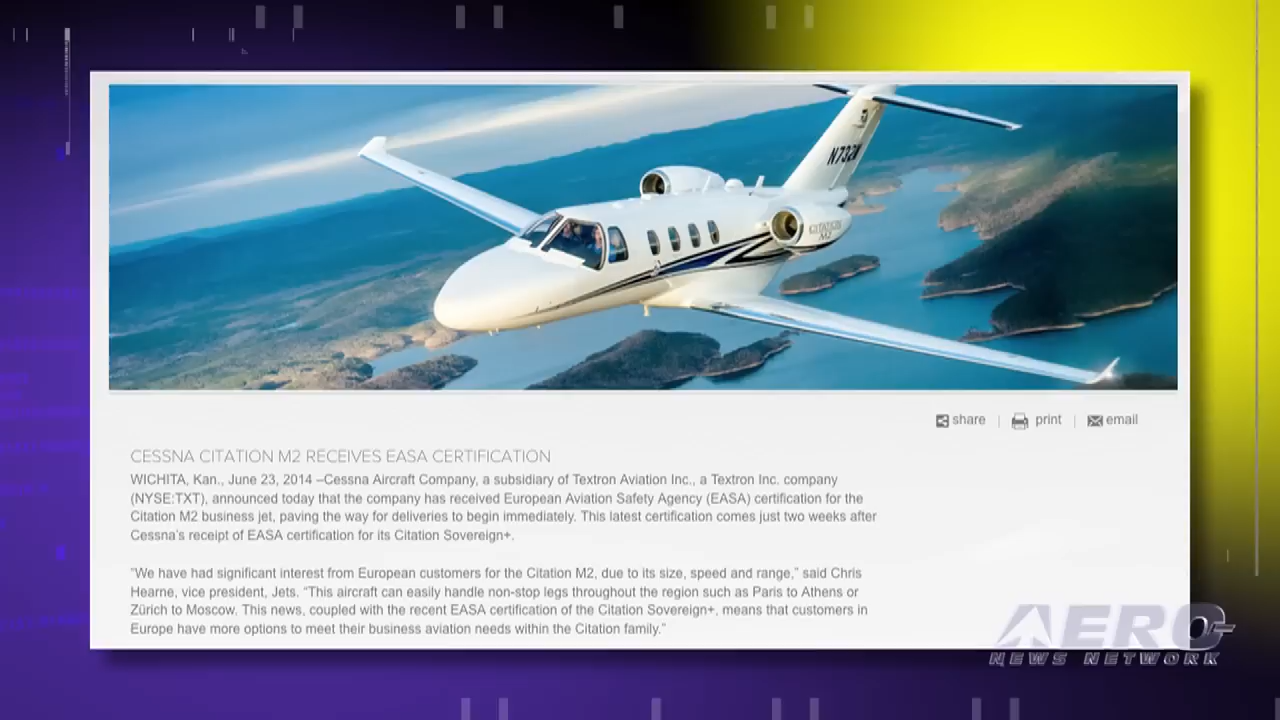 N732M
CITATION
M2
share | print | email
CESSNA CITATION M2 RECEIVES EASA CERTIFICATION
WICHITA, Kan., June 23, 2014 –Cessna Aircraft Company, a subsidiary of Textron Aviation Inc., a Textron Inc. company
(NYSE:TXT), announced today that the company has received European Aviation Safety Agency (EASA) certification for the
Citation M2 business jet, paving the way for deliveries to begin immediately. This latest certification comes just two weeks after
Cessna's receipt of EASA certification for its Citation Sovereign+.
"We have had significant interest from European customers for the Citation M2, due to its size, speed and range," said Chris
Hearne, vice president, Jets. "This aircraft can easily handle non-stop legs throughout the region such as Paris to Athens or
Zürich to Moscow. This news, coupled with the recent EASA certification of the Citation Sovereign+, means that customers in
Europe have more options to meet their business aviation needs within the Citation family."
AERO-
NEWS NETWORK